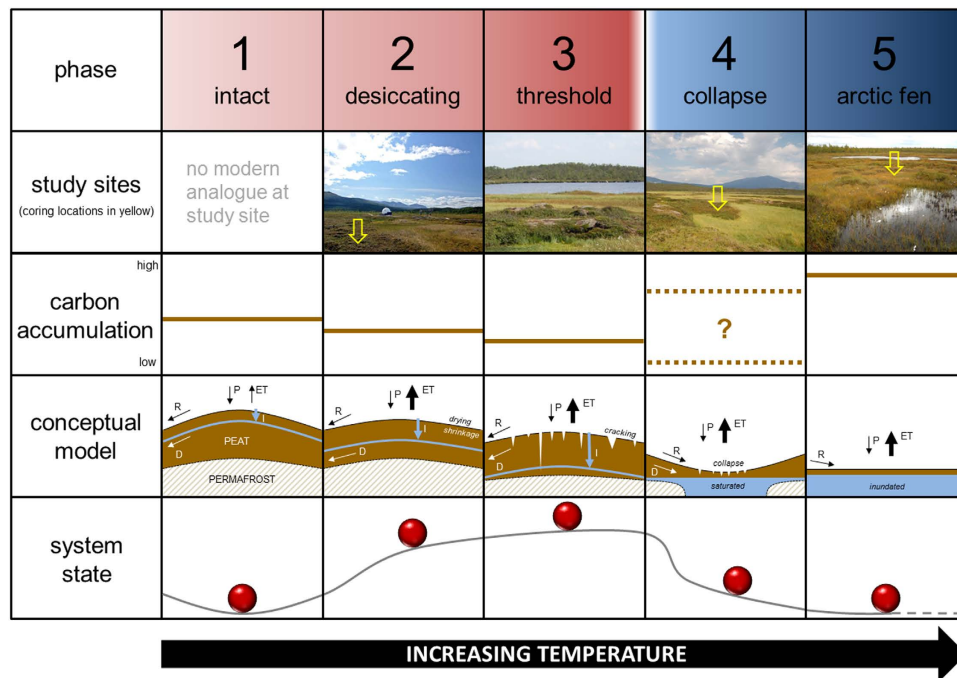 phase
1
intact
2
desiccating
3
threshold
4
collapse
5
arctic fen
study sites
(coring locations in yellow)
no modern
analogue at
study site
carbon
accumulation
high
low
?
conceptual
model
R
P
ET
I
D
PEAT
PERMAFROST
R
P
ET
I
D
drying
shrinkage
R
P
ET
I
D
cracking
R
P
ET
D
collapse
saturated
R
P
ET
inundated
system
state
INCREASING TEMPERATURE